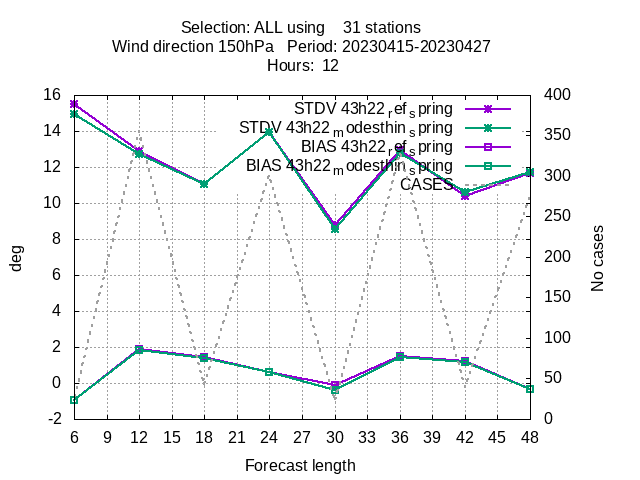 Selection: ALL using    31 stations
Wind direction 150hPa   Period: 20230415-20230427
Hours:  12
STDV 43h22_ref_spring
STDV 43h22_modesthin_spring
BIAS 43h22_ref_spring
BIAS 43h22_modesthin_spring
CASES
16
14
12
10
8
6
4
2
0
-2
deg
400
350
300
250
200
150
100
50
0
No cases
6 9 12 15 18 21 24 27 30 33 36 39 42 45 48
Forecast length